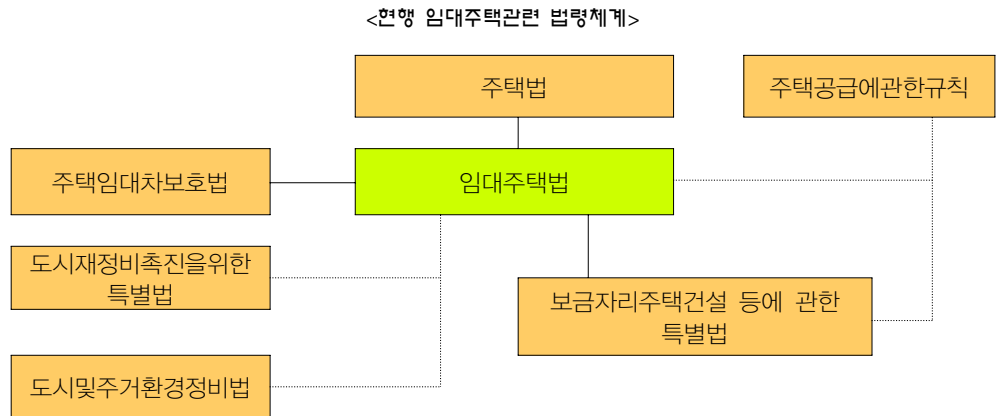 <현행 임대주택관련 법령체계>
주택법
주택공급에관한규칙
주택임대차보호법
임대주택법
도시재정비촉진을위한
특별법
보금자리주택건설 등에 관한
특별법
도시및주거환경정비법